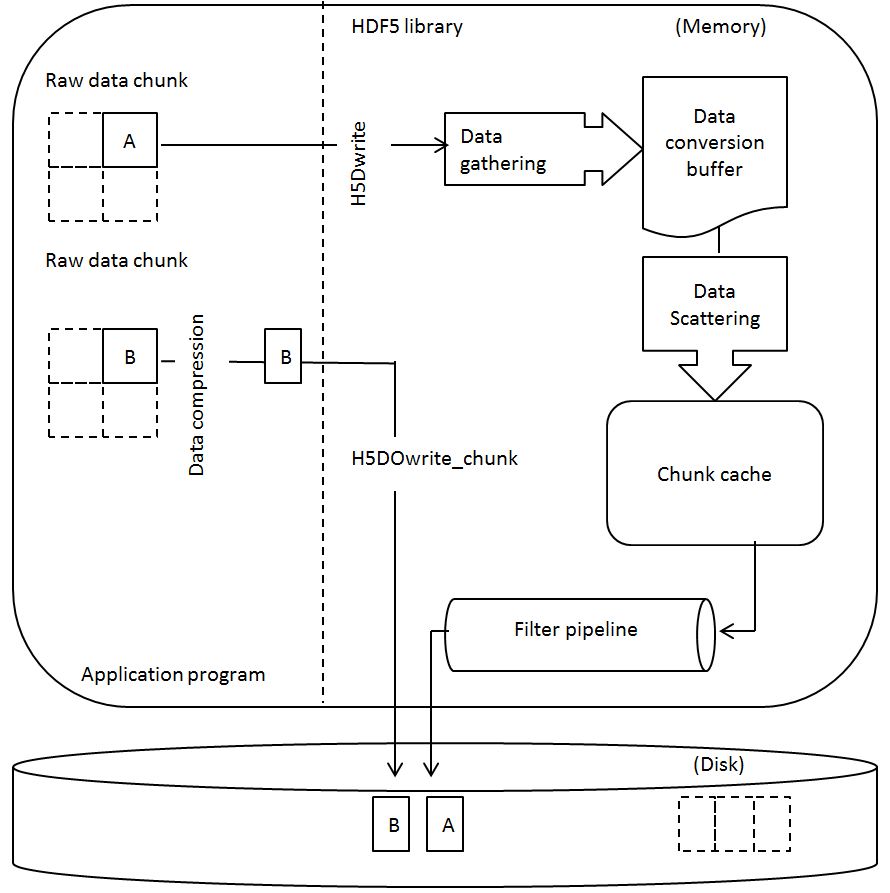 HDF5 library
(Memory)
Raw data chunk
A
H5Dwrite
Data
gathering
Data
conversion
buffer
Raw data chunk
B
Data compression
B
Data
Scattering
H5DOwrite_chunk
Chunk cache
Filter pipeline
Application program
(Disk)
B
A